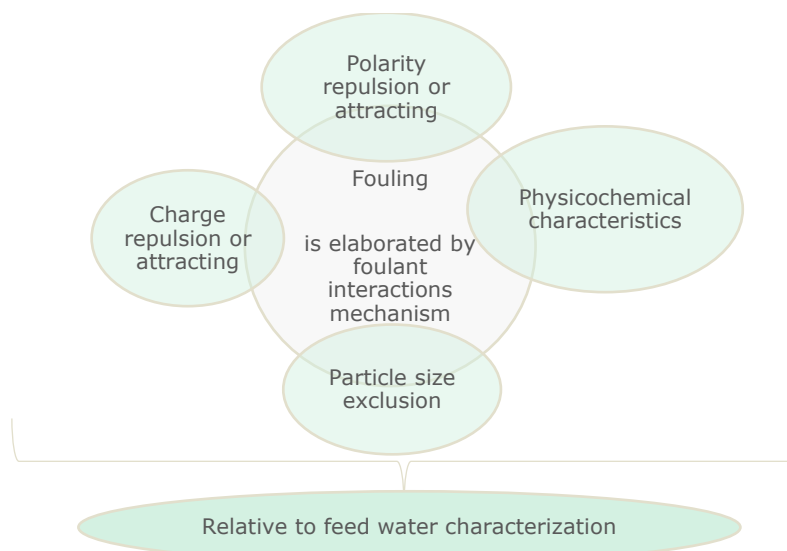 Polarity
repulsion or
attracting
Fouling
is elaborated by
foulant
interactions
mechanism
Charge
repulsion or
attracting
Physicochemical
characteristics
Particle size
exclusion
Relative to feed water characterization